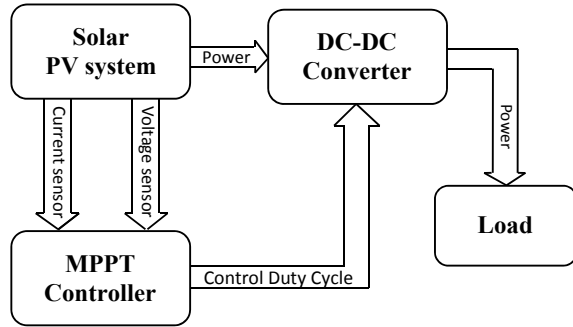 Solar
PV system
Power
DC-DC
Converter
Current sensor
Voltage sensor
Power
MPPT
Controller
Control Duty Cycle
Load